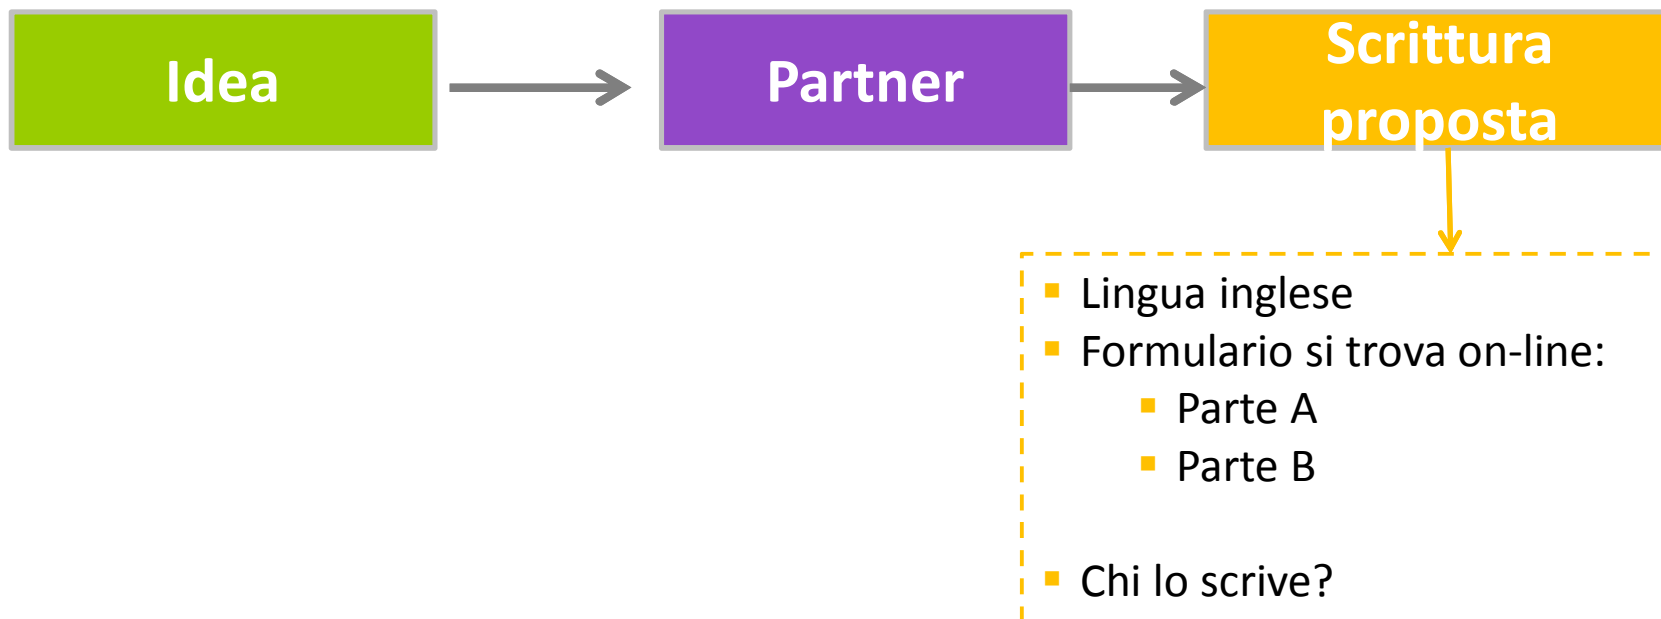 Idea
Partner
Scrittura
proposta
Lingua inglese
Formulario si trova on-line:
Parte A
Parte B
Chi lo scrive?